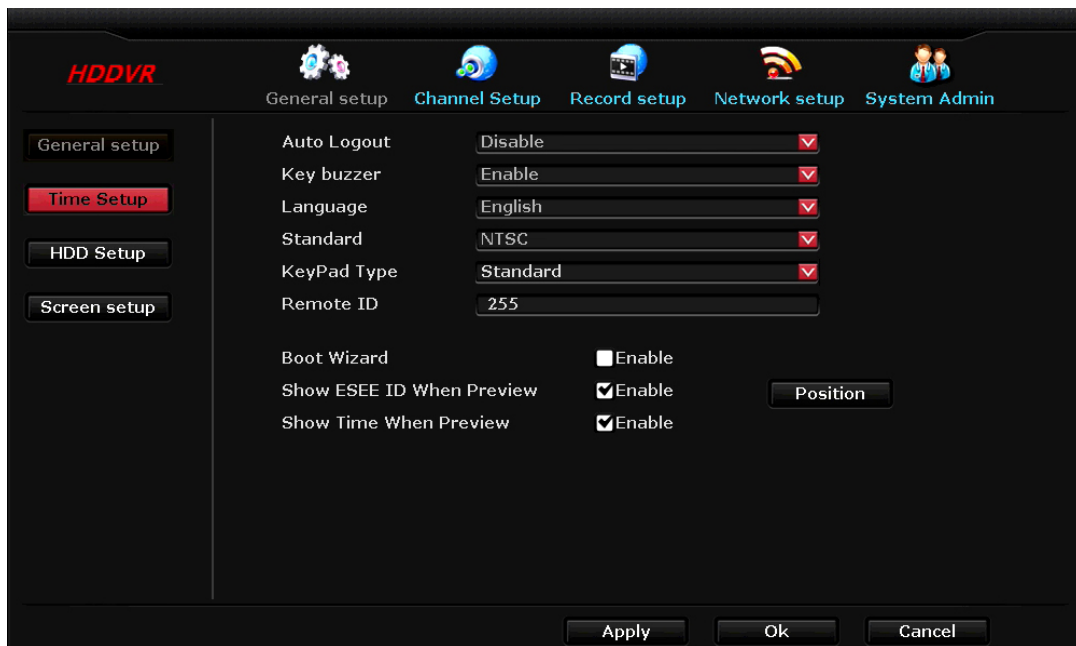 HDDVR
General setup Channel Setup Record setup Network setup System Admin
General setup
Time Setup
HDD Setup
Screen setup
Auto Logout Disable
Key buzzer Enable
Language English
Standard NTSC
KeyPad Type Standard
Remote ID 255
Boot Wizard Enable
Show ESEE ID When Preview Enable Position
Show Time When Preview Enable
Apply Ok Cancel